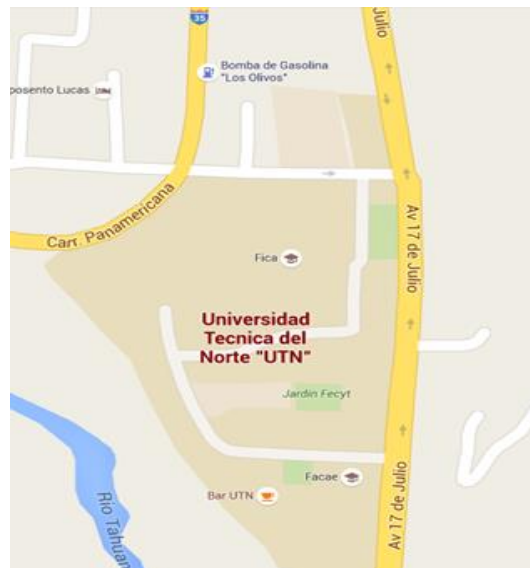 35
Julio
Bomba de Gasolina
"Los Olivos"
posento Lucas
Carr. Panamericana
Av 17 de Julio
Fica
Universidad
Tecnica del
Norte "UTN"
Jardin Fecyt
Facae
Bar UTN
Rio Tahuan
Av 17 de Julio